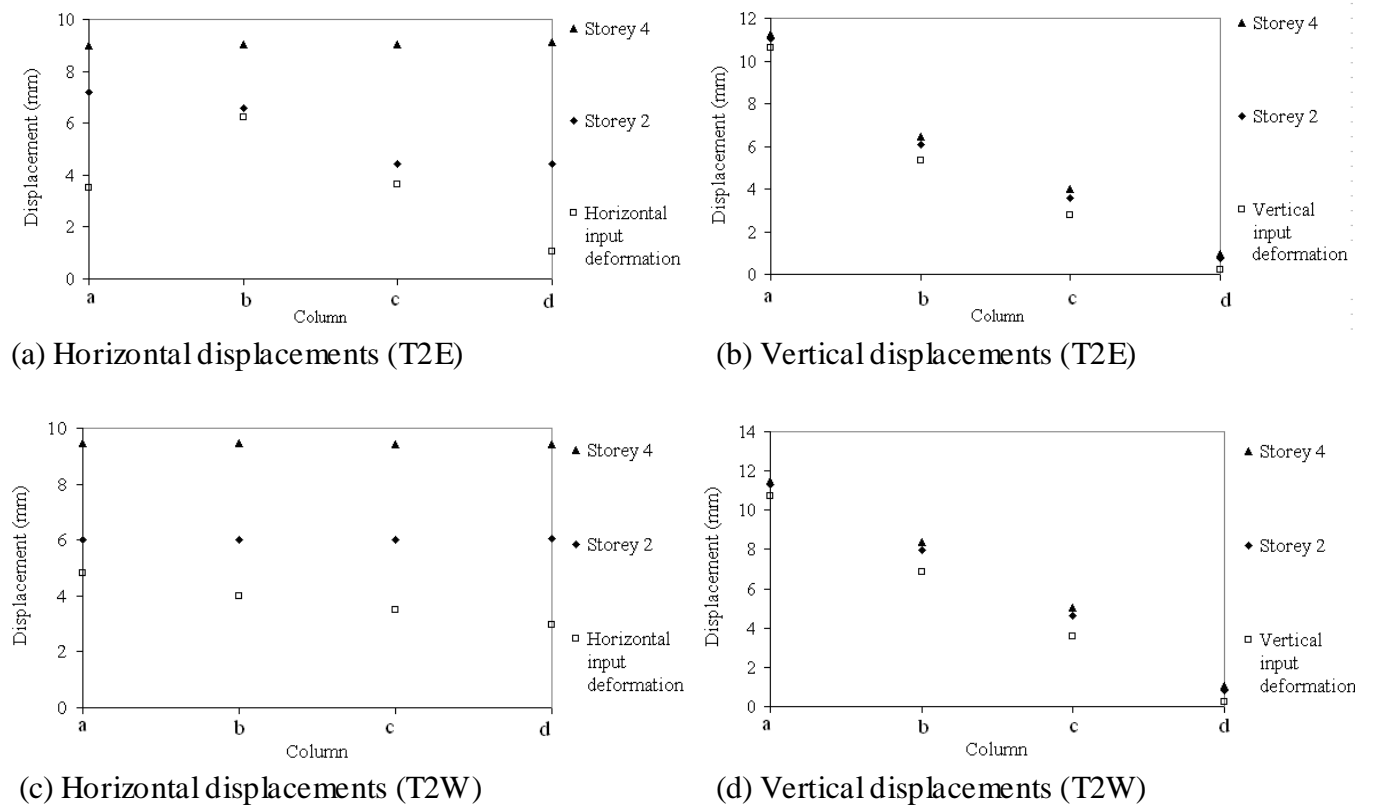 10
8
6
4
2
0
Displacement (mm)
a
b
c
d
Column
Storey 4
Storey 2
Horizontal
input
deformation
(a) Horizontal displacements (T2E)
12
10
8
6
4
2
0
Displacement (mm)
a
b
c
d
Column
Storey 4
Storey 2
Vertical
input
deformation
(b) Vertical displacements (T2E)
10
8
6
4
2
0
Displacement (mm)
a
b
c
d
Column
Storey 4
Storey 2
Horizontal
input
deformation
(c) Horizontal displacements (T2W)
14
12
10
8
6
4
2
0
Displacement (mm)
a
b
c
d
Column
Storey 4
Storey 2
Vertical
input
deformation
(d) Vertical displacements (T2W)